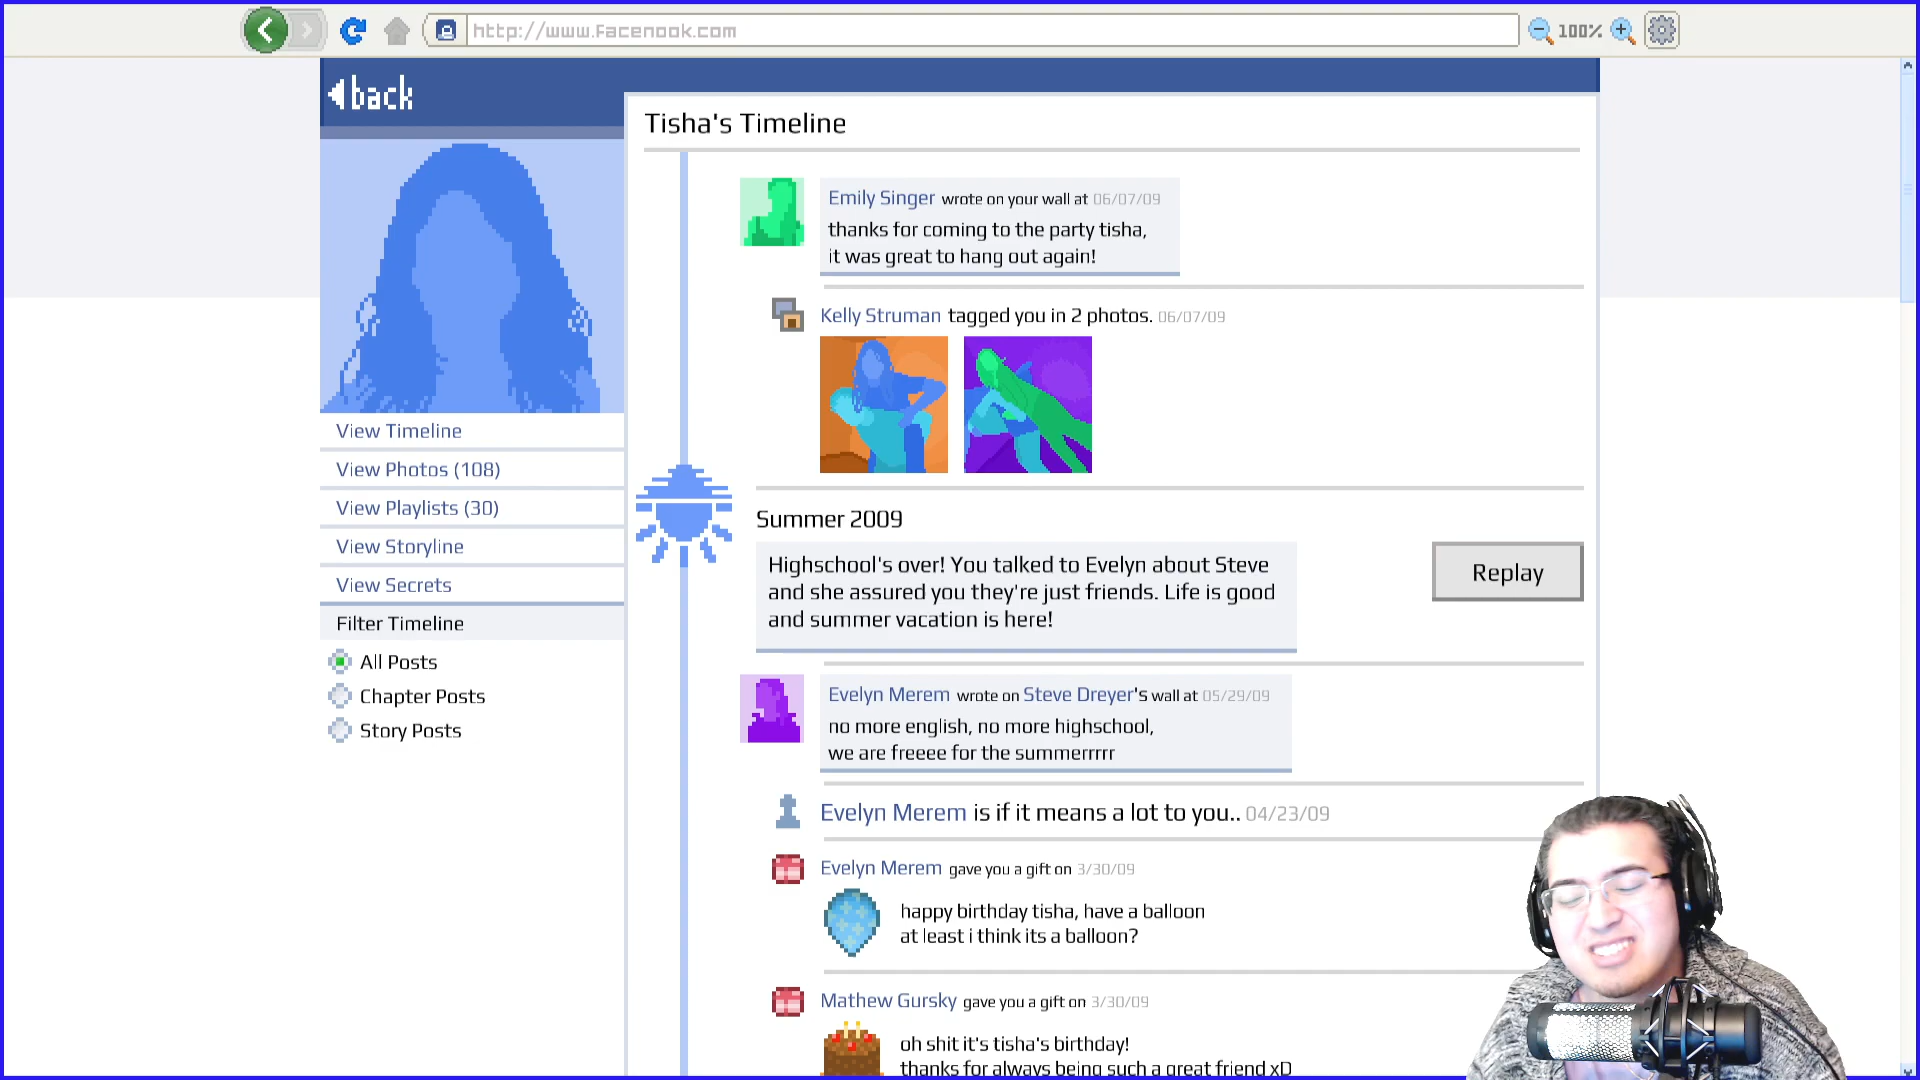 http://www.facenook.com
100%
back
Tisha's Timeline
Emily Singer wrote on your wall at 06/07/09
thanks for coming to the party tisha,
it was great to hang out again!
Kelly Struman tagged you in 2 photos. 06/07/09
View Timeline
View Photos (108)
View Playlists (30)
View Storyline
View Secrets
Filter Timeline
All Posts
Chapter Posts
Story Posts
Summer 2009
Highschool's over! You talked to Evelyn about Steve
and she assured you they're just friends. Life is good
and summer vacation is here!
Replay
Evelyn Merem wrote on Steve Dreyer's wall at 05/29/09
no more english, no more highschool,
we are freeee for the summerrrrr
Evelyn Merem is if it means a lot to you.. 04/23/09
Evelyn Merem gave you a gift on 3/30/09
happy birthday tisha, have a balloon
at least i think its a balloon?
Mathew Gursky gave you a gift on 3/30/09
oh shit it's tisha's birthday!
thanks for always being such a great friend xD